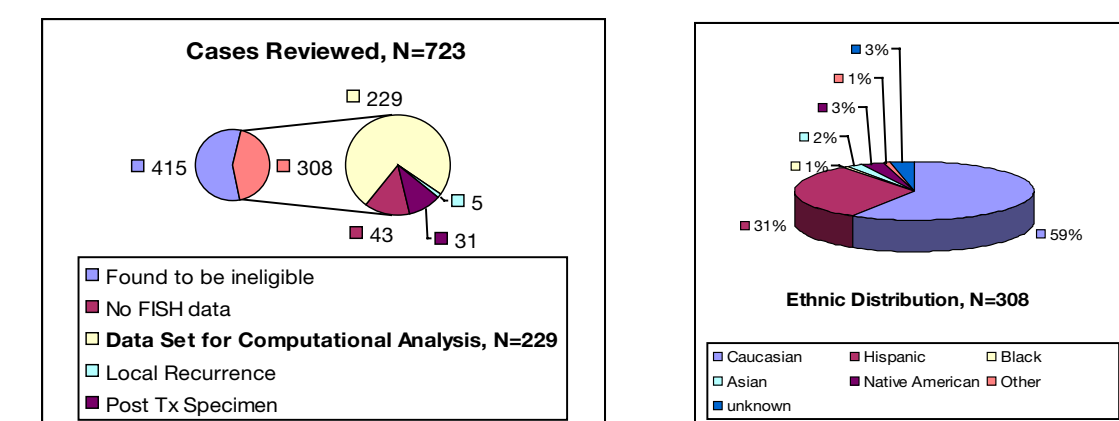 Cases Reviewed, N=723
229
415
308
5
43
31
Found to be ineligible
No FISH data
Data Set for Computational Analysis, N=229
Local Recurrence
Post Tx Specimen
3%
1%
3%
2%
1%
31%
59%
Ethnic Distribution, N=308
Caucasian Hispanic Black
Asian Native American Other
unknown